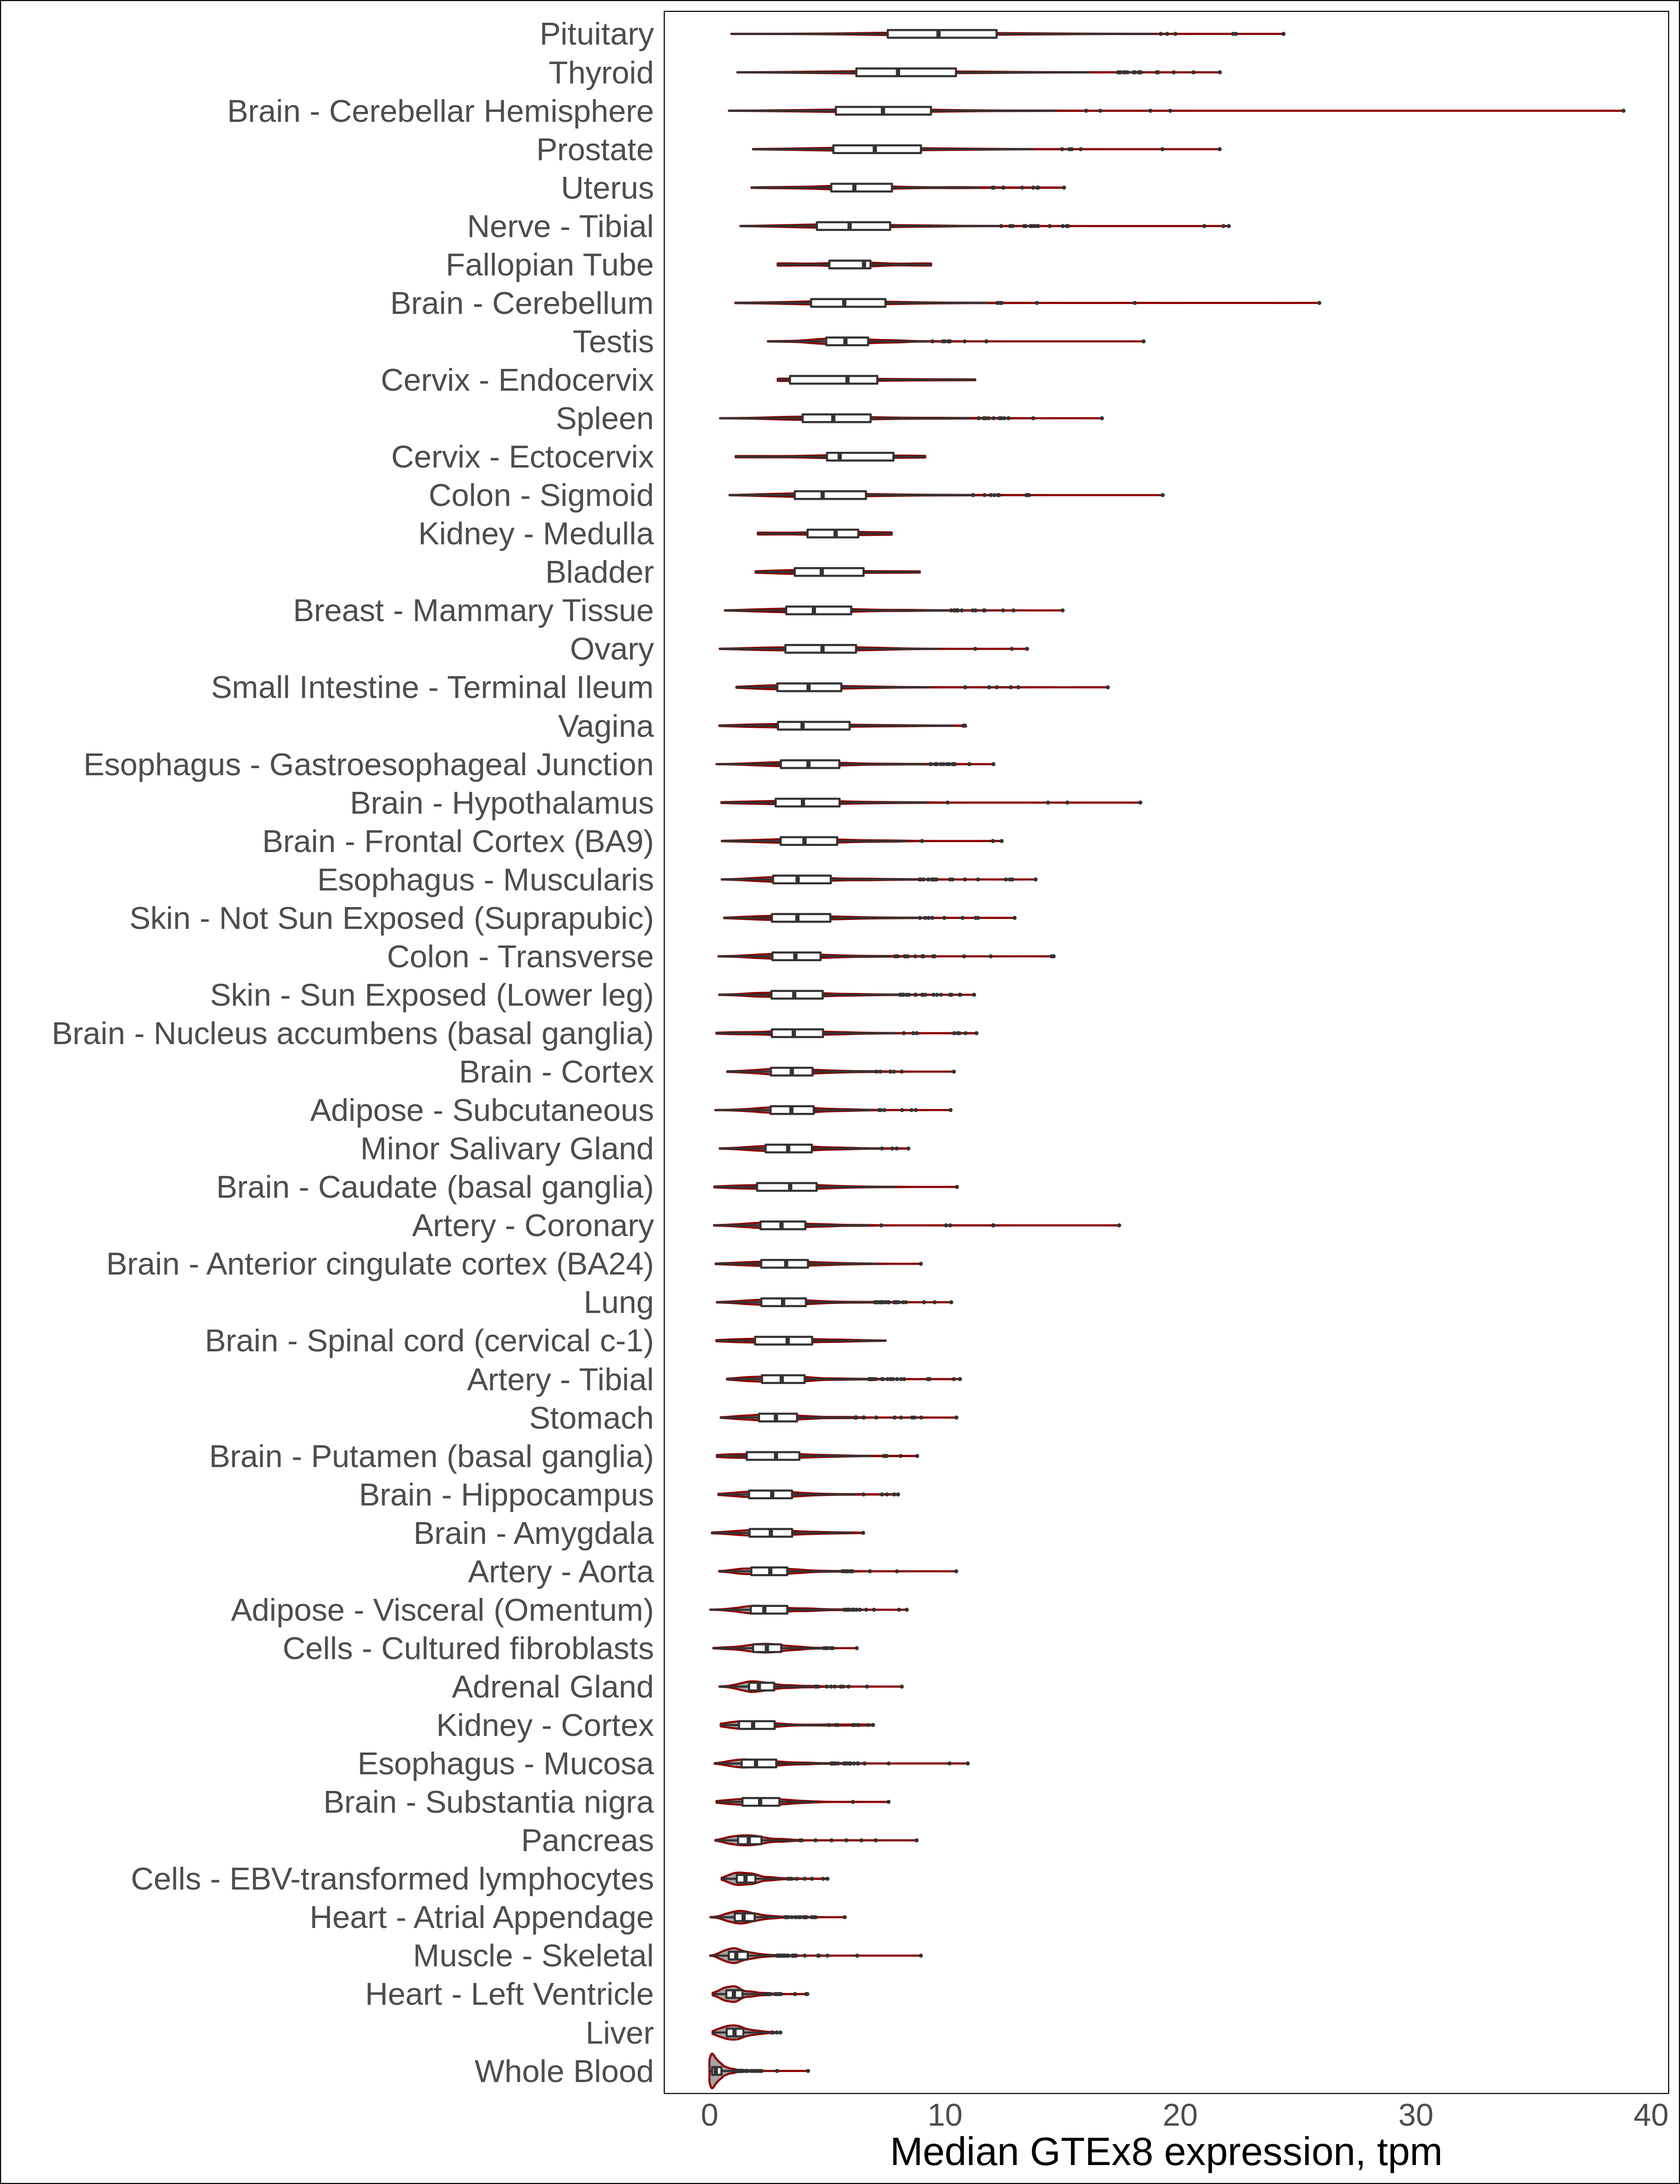 Pituitary
Thyroid
Brain - Cerebellar Hemisphere
Prostate
Uterus
Nerve - Tibial
Fallopian Tube
Brain - Cerebellum
Testis
Cervix - Endocervix
Spleen
Cervix - Ectocervix
Colon - Sigmoid
Kidney - Medulla
Bladder
Breast - Mammary Tissue
Ovary
Small Intestine - Terminal Ileum
Vagina
Esophagus - Gastroesophageal Junction
Brain - Hypothalamus
Brain - Frontal Cortex (BA9)
Esophagus - Muscularis
Skin - Not Sun Exposed (Suprapubic)
Colon - Transverse
Skin - Sun Exposed (Lower leg)
Brain - Nucleus accumbens (basal ganglia)
Brain - Cortex
Adipose - Subcutaneous
Minor Salivary Gland
Brain - Caudate (basal ganglia)
Artery - Coronary
Brain - Anterior cingulate cortex (BA24)
Lung
Brain - Spinal cord (cervical c-1)
Artery - Tibial
Stomach
Brain - Putamen (basal ganglia)
Brain - Hippocampus
Brain - Amygdala
Artery - Aorta
Adipose - Visceral (Omentum)
Cells - Cultured fibroblasts
Adrenal Gland
Kidney - Cortex
Esophagus - Mucosa
Brain - Substantia nigra
Pancreas
Cells - EBV-transformed lymphocytes
Heart - Atrial Appendage
Muscle - Skeletal
Heart - Left Ventricle
Liver
Whole Blood
0 10 20 30 40
Median GTEx8 expression, tpm